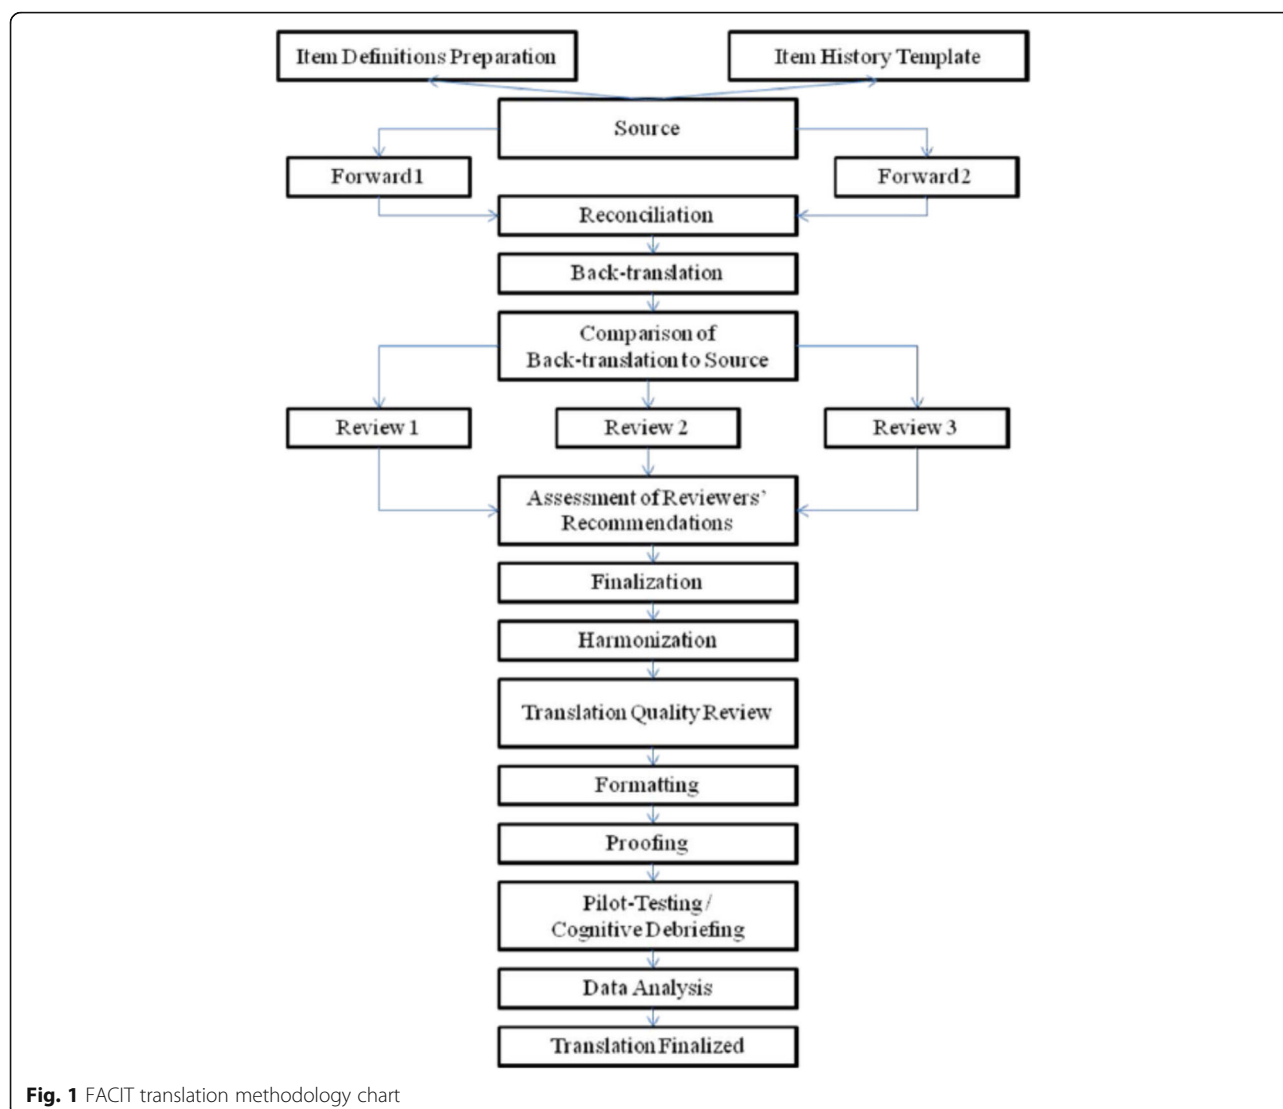 Item Definitions Preparation
Item History Template
Source
Forward 1
Forward 2
Reconciliation
Back-translation
Comparison of
Back-translation to Source
Review 1
Review 2
Review 3
Assessment of Reviewers'
Recommendations
Finalization
Harmonization
Translation Quality Review
Formatting
Proofing
Pilot-Testing /
Cognitive Debriefing
Data Analysis
Translation Finalized
Fig. 1 FACIT translation methodology chart